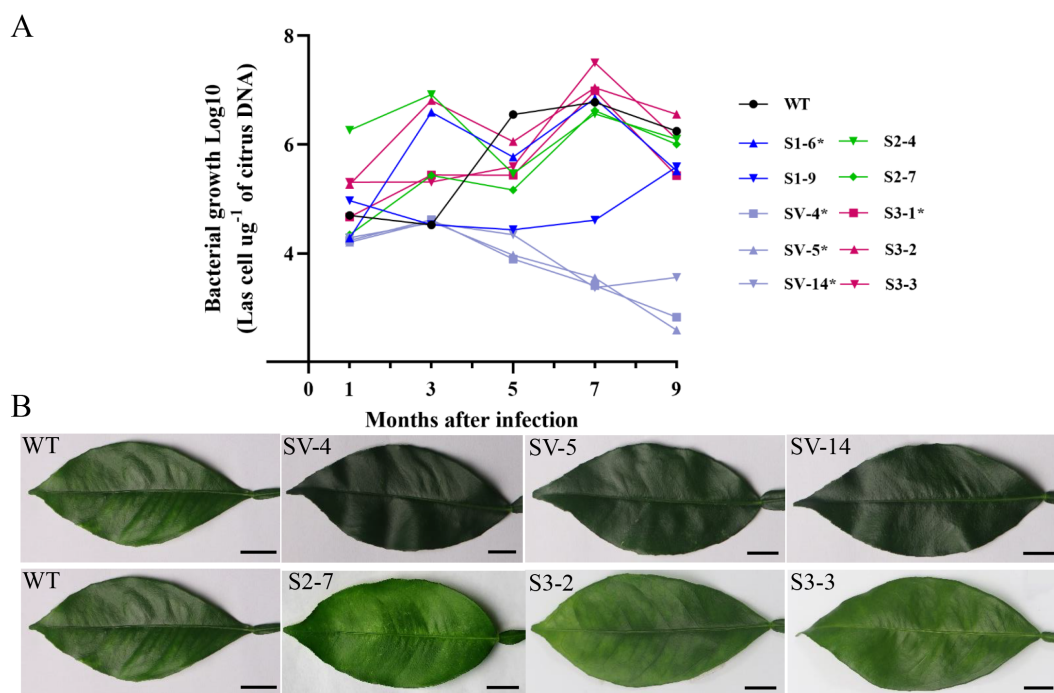 A
Bacterial growth Log10
(Las cell ug-1 of citrus DNA)
8
6
4
0
1
3
5
7
9
Months after infection
WT
S1-6*
S2-4
S1-9
S2-7
SV-4*
S3-1*
SV-5*
S3-2
SV-14*
S3-3
B
WT
SV-4
SV-5
SV-14
WT
S2-7
S3-2
S3-3